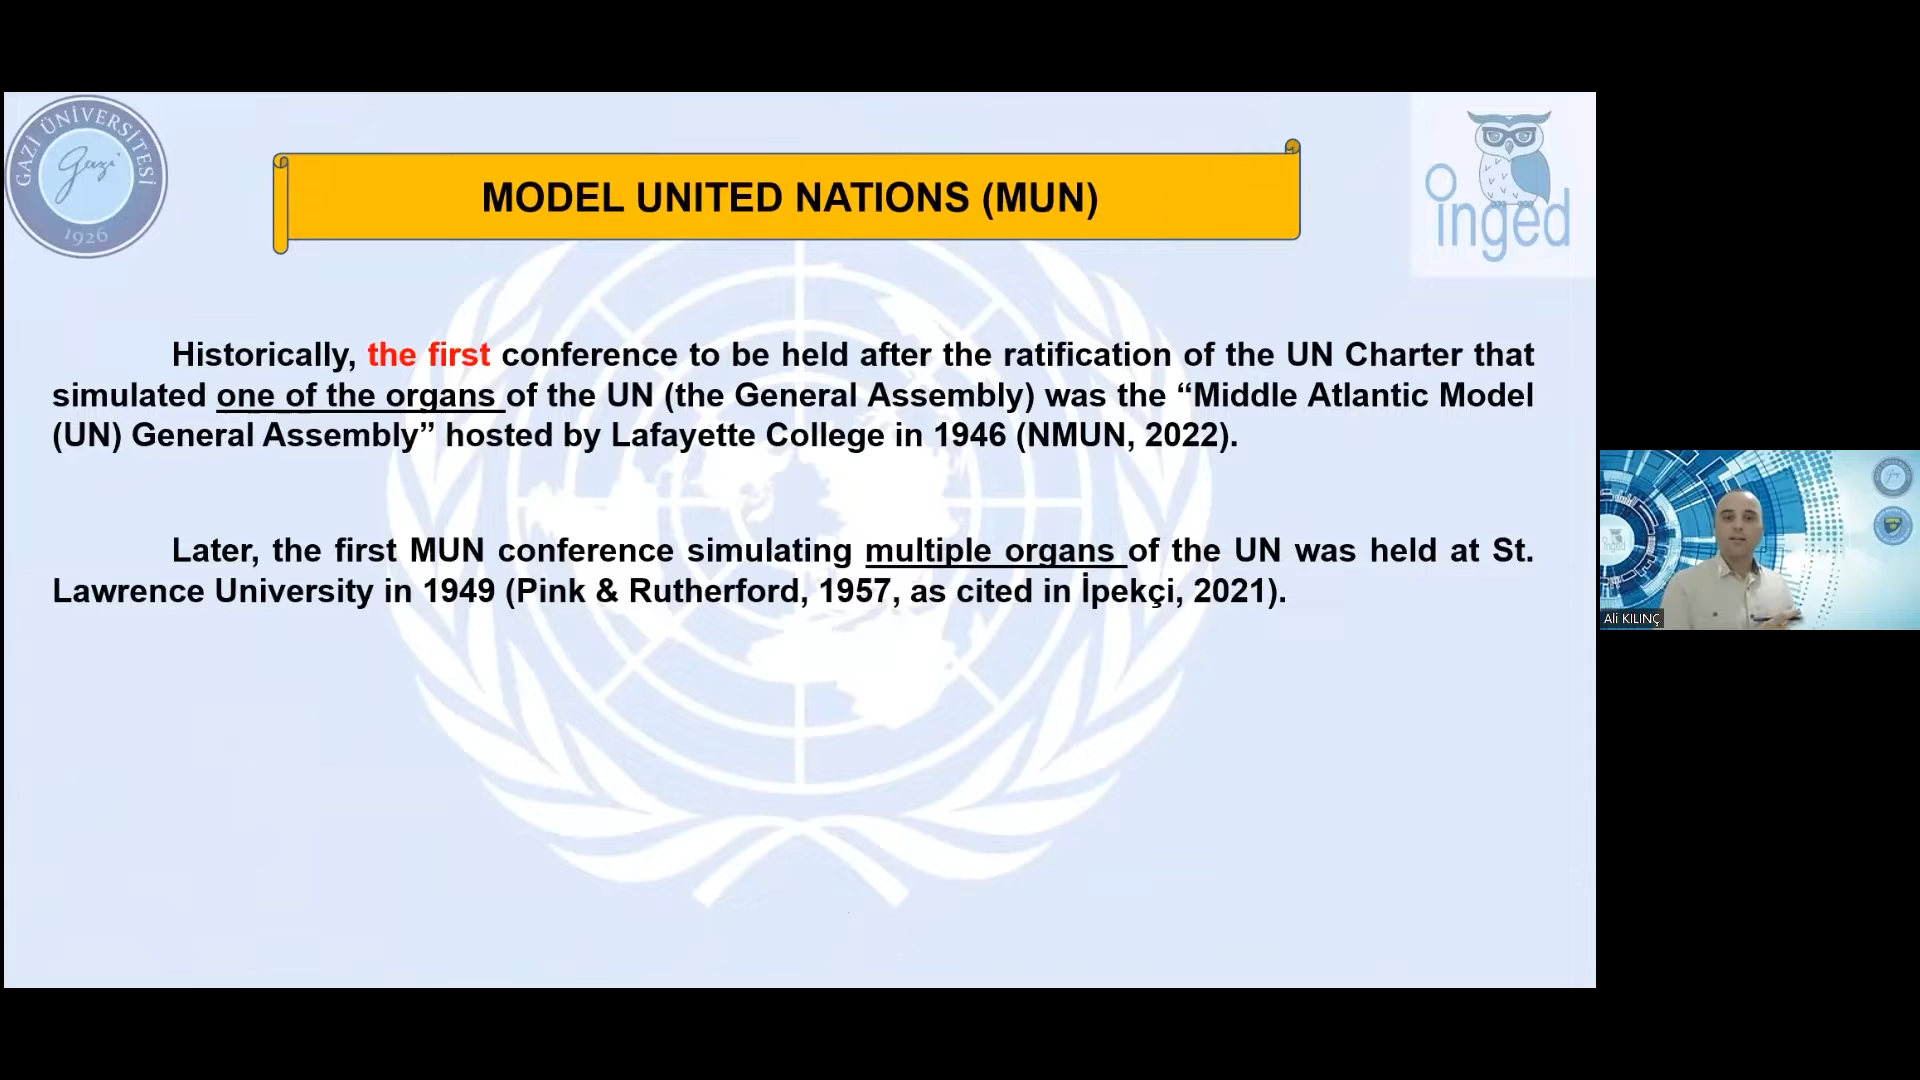 GAZİ ÜNİVERSİTESİ
Gazi
1926
inged
MODEL UNITED NATIONS (MUN)
Historically, the first conference to be held after the ratification of the UN Charter that
simulated one of the organs of the UN (the General Assembly) was the “Middle Atlantic Model
(UN) General Assembly” hosted by Lafayette College in 1946 (NMUN, 2022).
Later, the first MUN conference simulating multiple organs of the UN was held at St.
Lawrence University in 1949 (Pink & Rutherford, 1957, as cited in İpekçi, 2021).
Ali KILINÇ